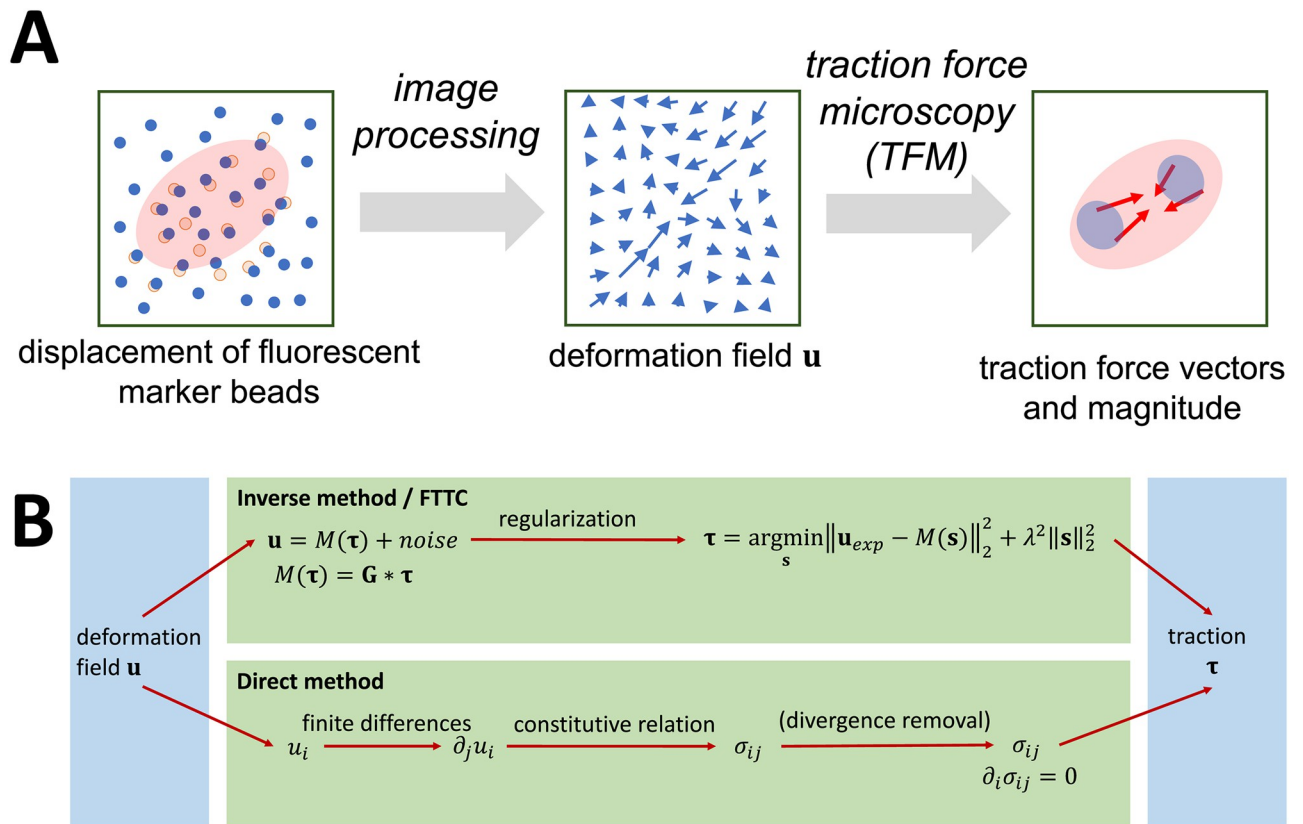 A
image
processing
traction force
microscopy
(TFM)
displacement of fluorescent
marker beads
deformation field u
traction force vectors
and magnitude
B
Inverse method / FTTC
u = M(τ) + noise
M(τ) = G * τ
regularization
τ = argmin‖u_exp − M(s)‖₂² + λ²‖s‖₂²
s
deformation
field u
traction
τ
Direct method
finite differences
constitutive relation
(divergence removal)
u_i
∂_j u_i
σ_ij
σ_ij
∂_i σ_ij = 0